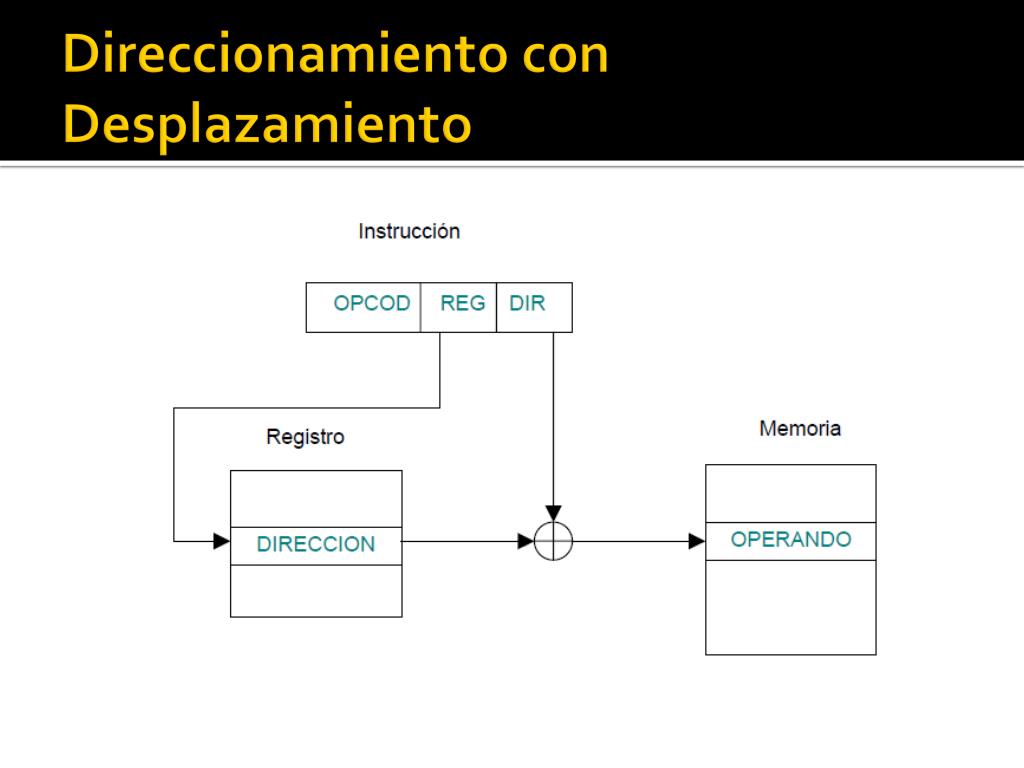 Direccionamiento con
Desplazamiento
Instrucción
OPCOD REG DIR
Registro
Memoria
DIRECCION
OPERANDO